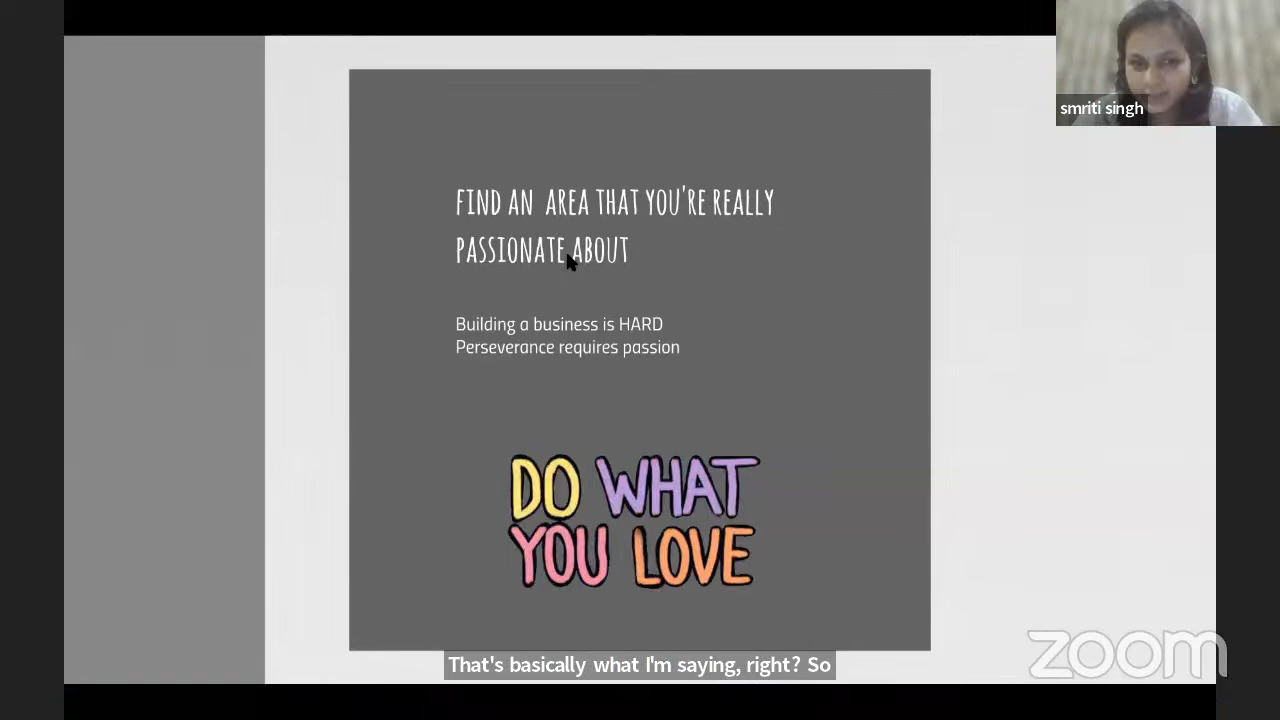 smriti singh
FIND AN AREA THAT YOU'RE REALLY
PASSIONATE ABOUT
Building a business is HARD
Perseverance requires passion
DO WHAT
YOU LOVE
That's basically what I'm saying, right? So
zoom